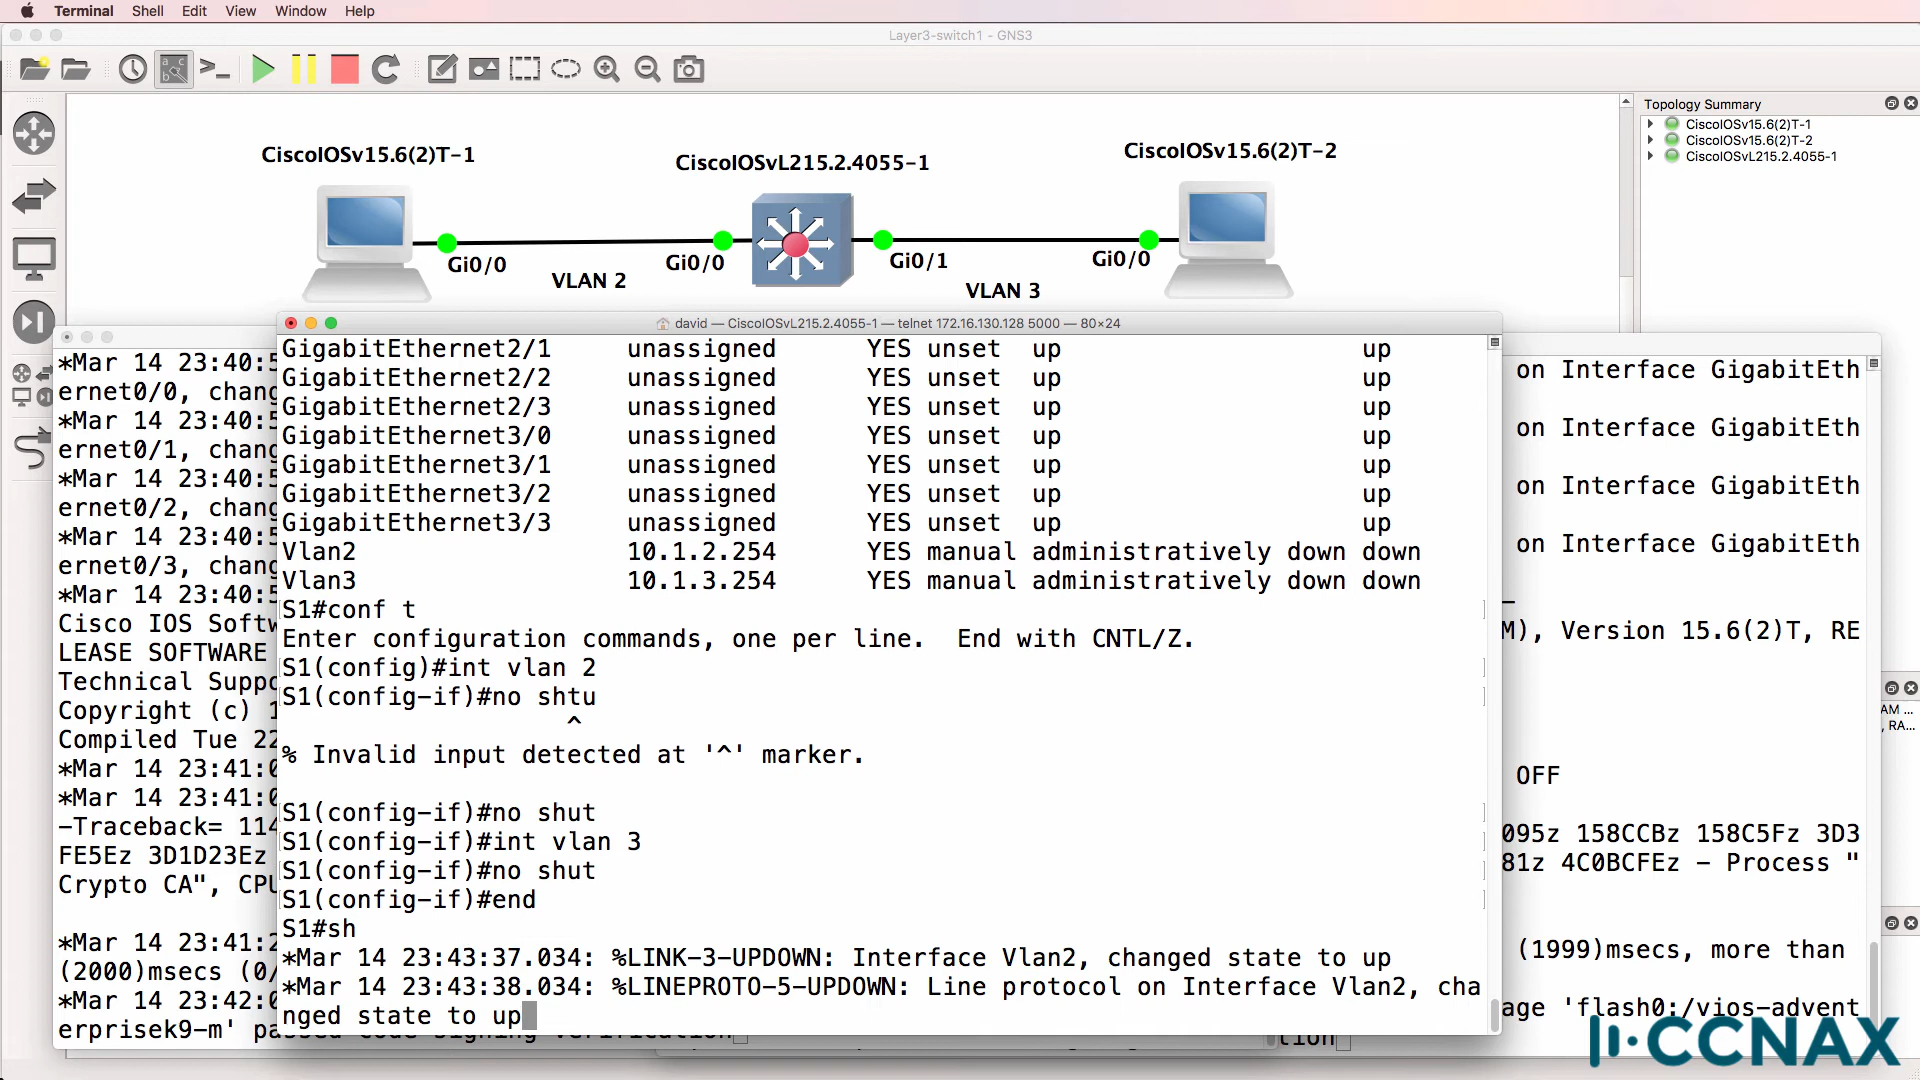 Terminal Shell Edit View Window Help
Layer3-switch1 - GNS3
Topology Summary
CiscoIOSv15.6(2)T-1
CiscoIOSv15.6(2)T-2
CiscoIOSvL215.2.4055-1
CiscoIOSv15.6(2)T-1
CiscoIOSvL215.2.4055-1
CiscoIOSv15.6(2)T-2
Gi0/0
VLAN 2
Gi0/0
Gi0/1
VLAN 3
Gi0/0
david — CiscoIOSvL215.2.4055-1 — telnet 172.16.130.128 5000 — 80×24
GigabitEthernet2/1 unassigned YES unset up up
GigabitEthernet2/2 unassigned YES unset up up
GigabitEthernet2/3 unassigned YES unset up up
GigabitEthernet3/0 unassigned YES unset up up
GigabitEthernet3/1 unassigned YES unset up up
GigabitEthernet3/2 unassigned YES unset up up
GigabitEthernet3/3 unassigned YES unset up up
Vlan2 10.1.2.254 YES manual administratively down down
Vlan3 10.1.3.254 YES manual administratively down down
S1#conf t
Enter configuration commands, one per line. End with CNTL/Z.
S1(config)#int vlan 2
S1(config-if)#no shtu
^
% Invalid input detected at '^' marker.
S1(config-if)#no shut
S1(config-if)#int vlan 3
S1(config-if)#no shut
S1(config-if)#end
S1#sh
*Mar 14 23:43:37.034: %LINK-3-UPDOWN: Interface Vlan2, changed state to up
*Mar 14 23:43:38.034: %LINEPROTO-5-UPDOWN: Line protocol on Interface Vlan2, cha
nged state to up
*Mar 14 23:40:5
ernet0/0, chang
*Mar 14 23:40:5
ernet0/1, chang
*Mar 14 23:40:5
ernet0/2, chang
*Mar 14 23:40:5
ernet0/3, chang
*Mar 14 23:40:5
Cisco IOS Softw
LEASE SOFTWARE
Technical Suppo
Copyright (c) 1
Compiled Tue 22
*Mar 14 23:41:0
*Mar 14 23:41:0
-Traceback= 114
FE5Ez 3D1D23Ez
Crypto CA", CPU
*Mar 14 23:41:2
(2000)msecs (0/
*Mar 14 23:42:0
erprisek9-m' passed code signing verification
on Interface GigabitEth
on Interface GigabitEth
on Interface GigabitEth
on Interface GigabitEth
M), Version 15.6(2)T, RE
OFF
095z 158CCBz 158C5Fz 3D3
81z 4C0BCFEz - Process "
(1999)msecs, more than
age 'flash0:/vios-advent
tion
AM ...
, RA...
CCNAX